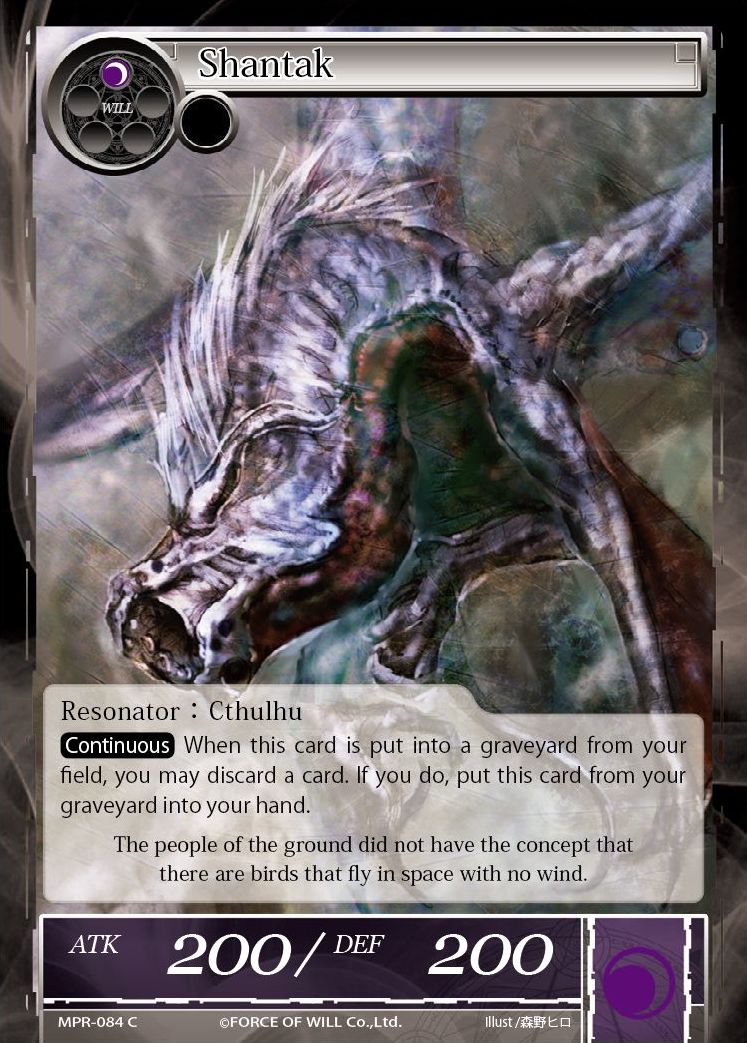 Shantak
WILL
Resonator : Cthulhu
Continuous When this card is put into a graveyard from your
field, you may discard a card. If you do, put this card from your
graveyard into your hand.
The people of the ground did not have the concept that
there are birds that fly in space with no wind.
ATK 200 / DEF 200
MPR-084 C ©FORCE OF WILL Co.,Ltd. Illust/森野ヒロ